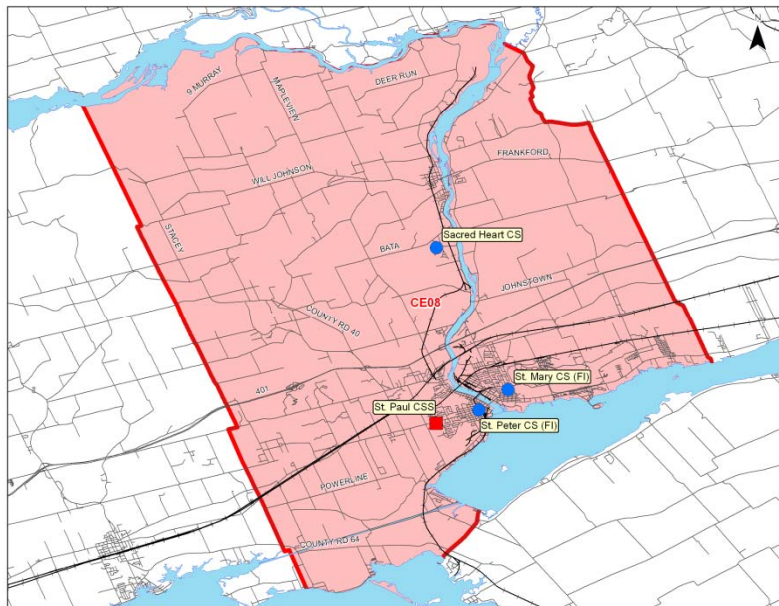 N
9 MURRAY
MAPLEVIEW
DEER RUN
FRANKFORD
WILL JOHNSON
STACEY
Sacred Heart CS
BATA
JOHNSTOWN
CE08
COUNTY RD 40
401
St. Mary CS (FI)
St. Paul CSS
St. Peter CS (FI)
POWERLINE
COUNTY RD 64